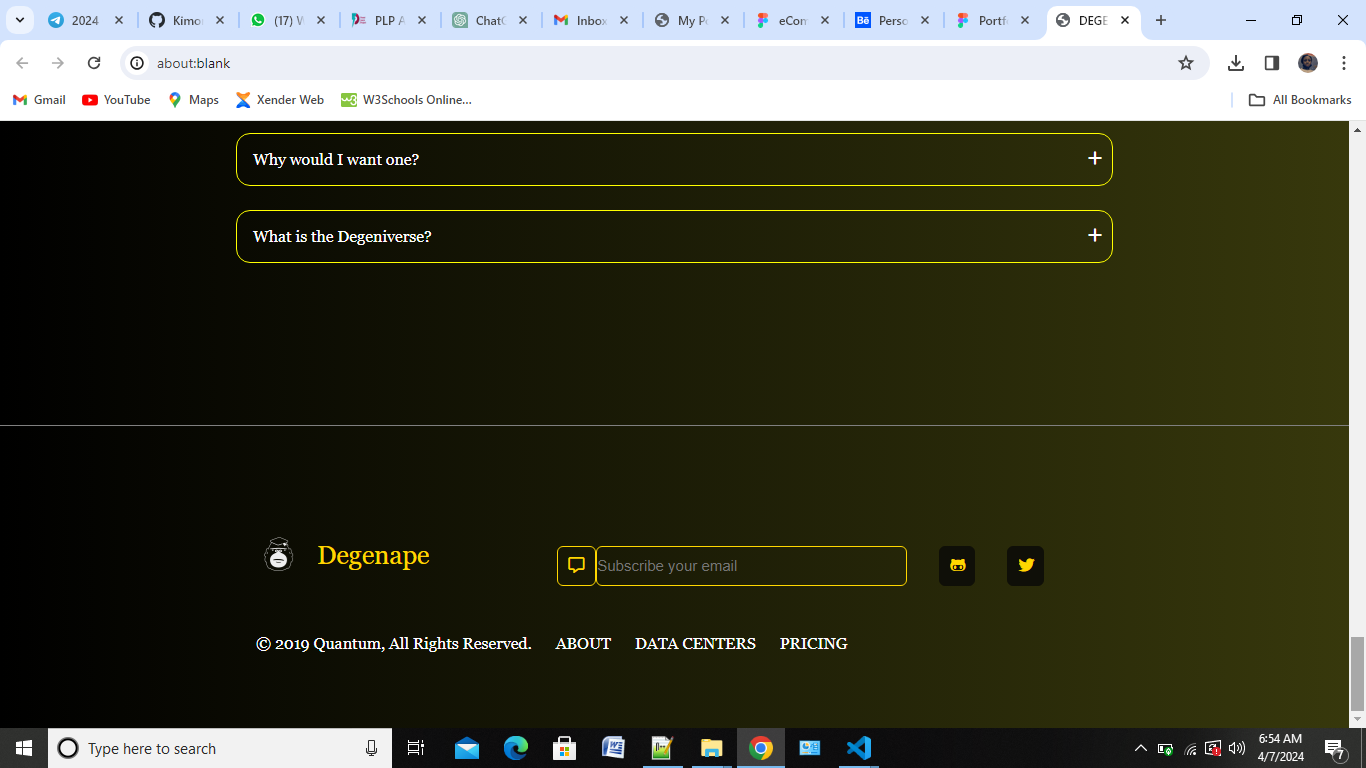 2024
Kimo
(17) W
PLP A
ChatG
Inbox
My Po
eCom
Perso
Portf
DEGE
about:blank
Gmail
YouTube
Maps
Xender Web
W3Schools Online...
All Bookmarks
Why would I want one?
+
What is the Degeniverse?
+
Degenape
Subscribe your email
© 2019 Quantum, All Rights Reserved. ABOUT DATA CENTERS PRICING
Type here to search
6:54 AM
4/7/2024
7